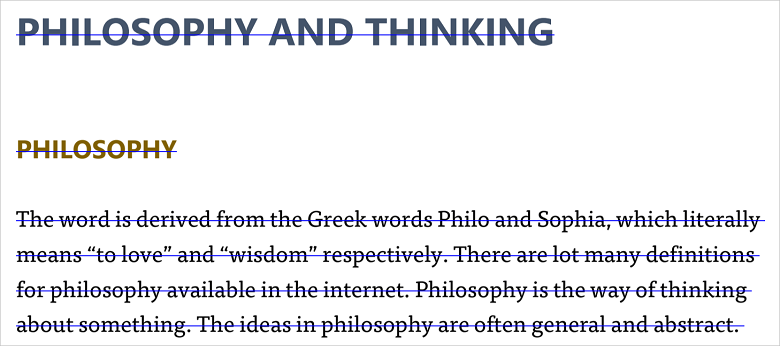 PHILOSOPHY AND THINKING
PHILOSOPHY
The word is derived from the Greek words Philo and Sophia, which literally
means “to love” and “wisdom” respectively. There are lot many definitions
for philosophy available in the internet. Philosophy is the way of thinking
about something. The ideas in philosophy are often general and abstract.